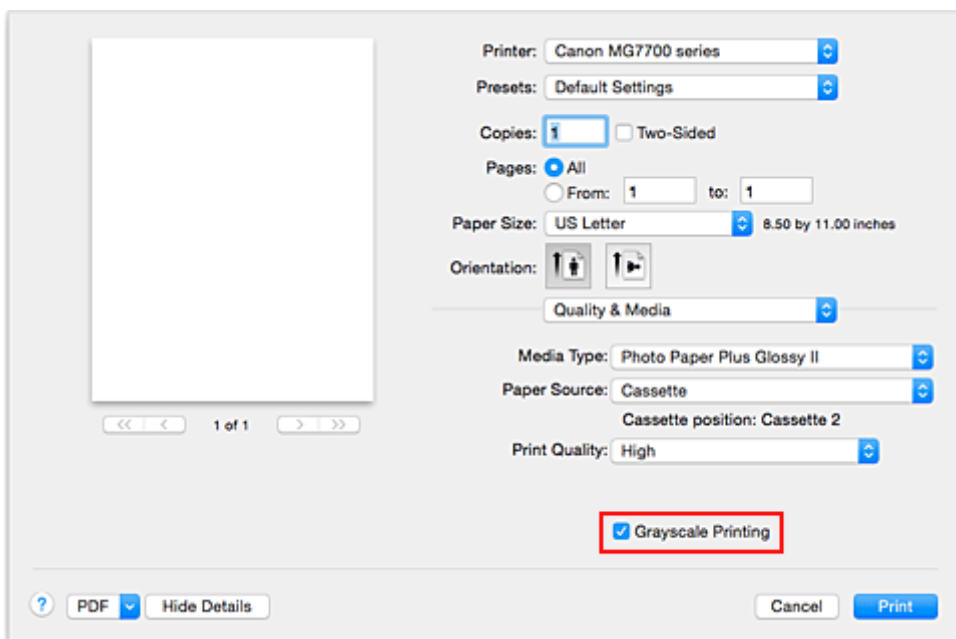 Printer: Canon MG7700 series
Presets: Default Settings
Copies: 1 Two-Sided
Pages: All
From: 1 to: 1
Paper Size: US Letter 8.50 by 11.00 inches
Orientation:
Quality & Media
Media Type: Photo Paper Plus Glossy II
Paper Source: Cassette
Cassette position: Cassette 2
Print Quality: High
1 of 1
Grayscale Printing
? PDF Hide Details Cancel Print